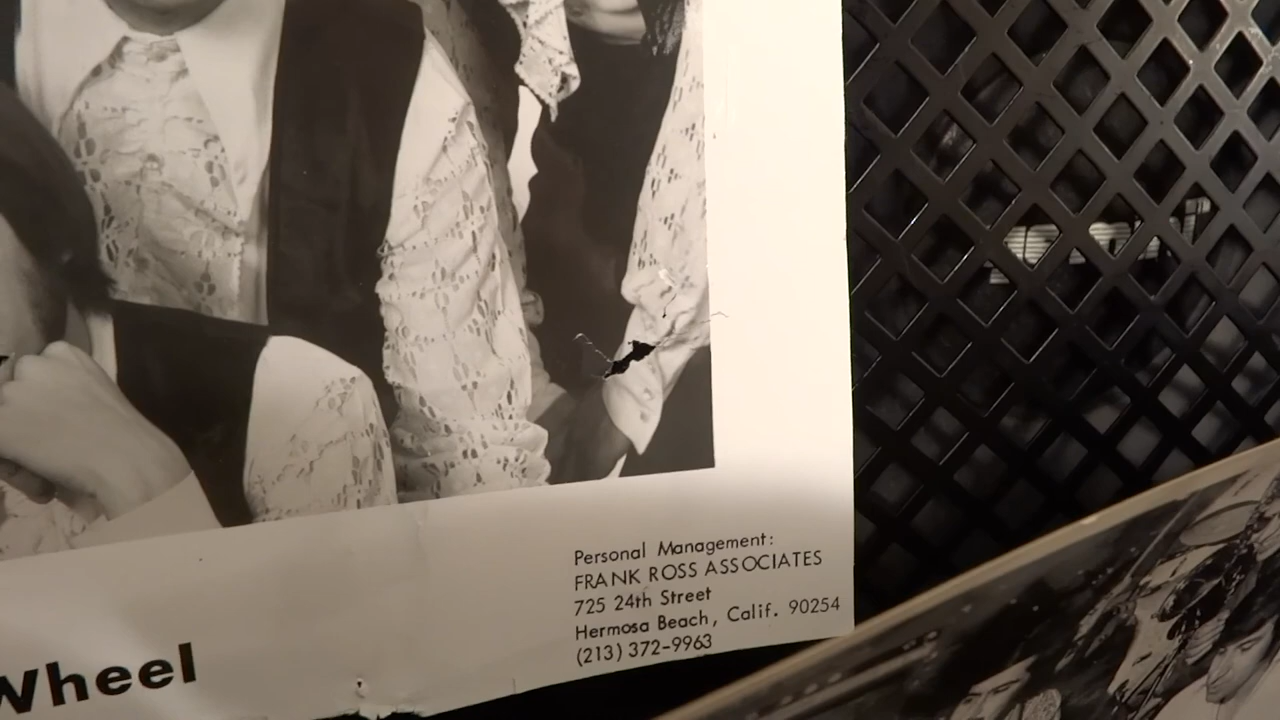 Wheel
Personal Management:
FRANK ROSS ASSOCIATES
725 24th Street
Hermosa Beach, Calif. 90254
(213) 372-9963